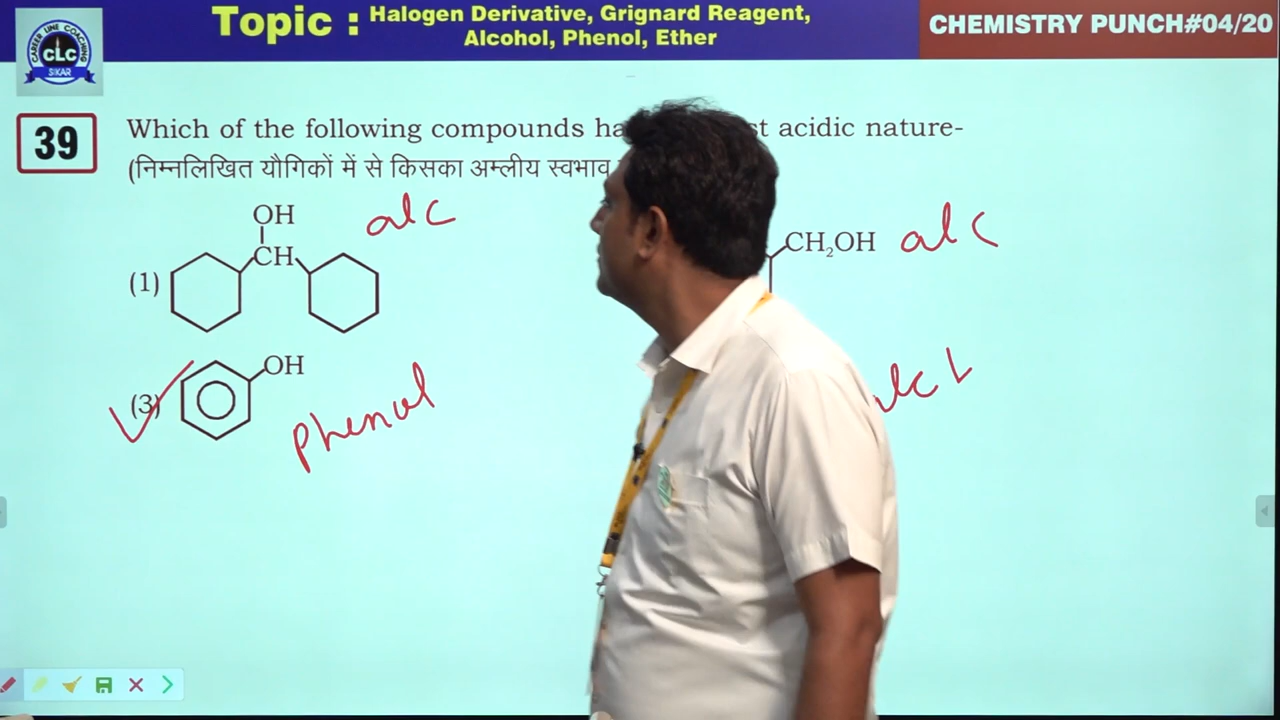 Topic : Halogen Derivative, Grignard Reagent,
Alcohol, Phenol, Ether
CHEMISTRY PUNCH#04/20
CAREER LINE COACHING
CLC
SIKAR
39
Which of the following compounds ha st acidic nature-
(निम्नलिखित यौगिकों में से किसका अम्लीय स्वभाव
OH
CH
(1)
alc
CH₂OH
alc
(3)
OH
Phenol